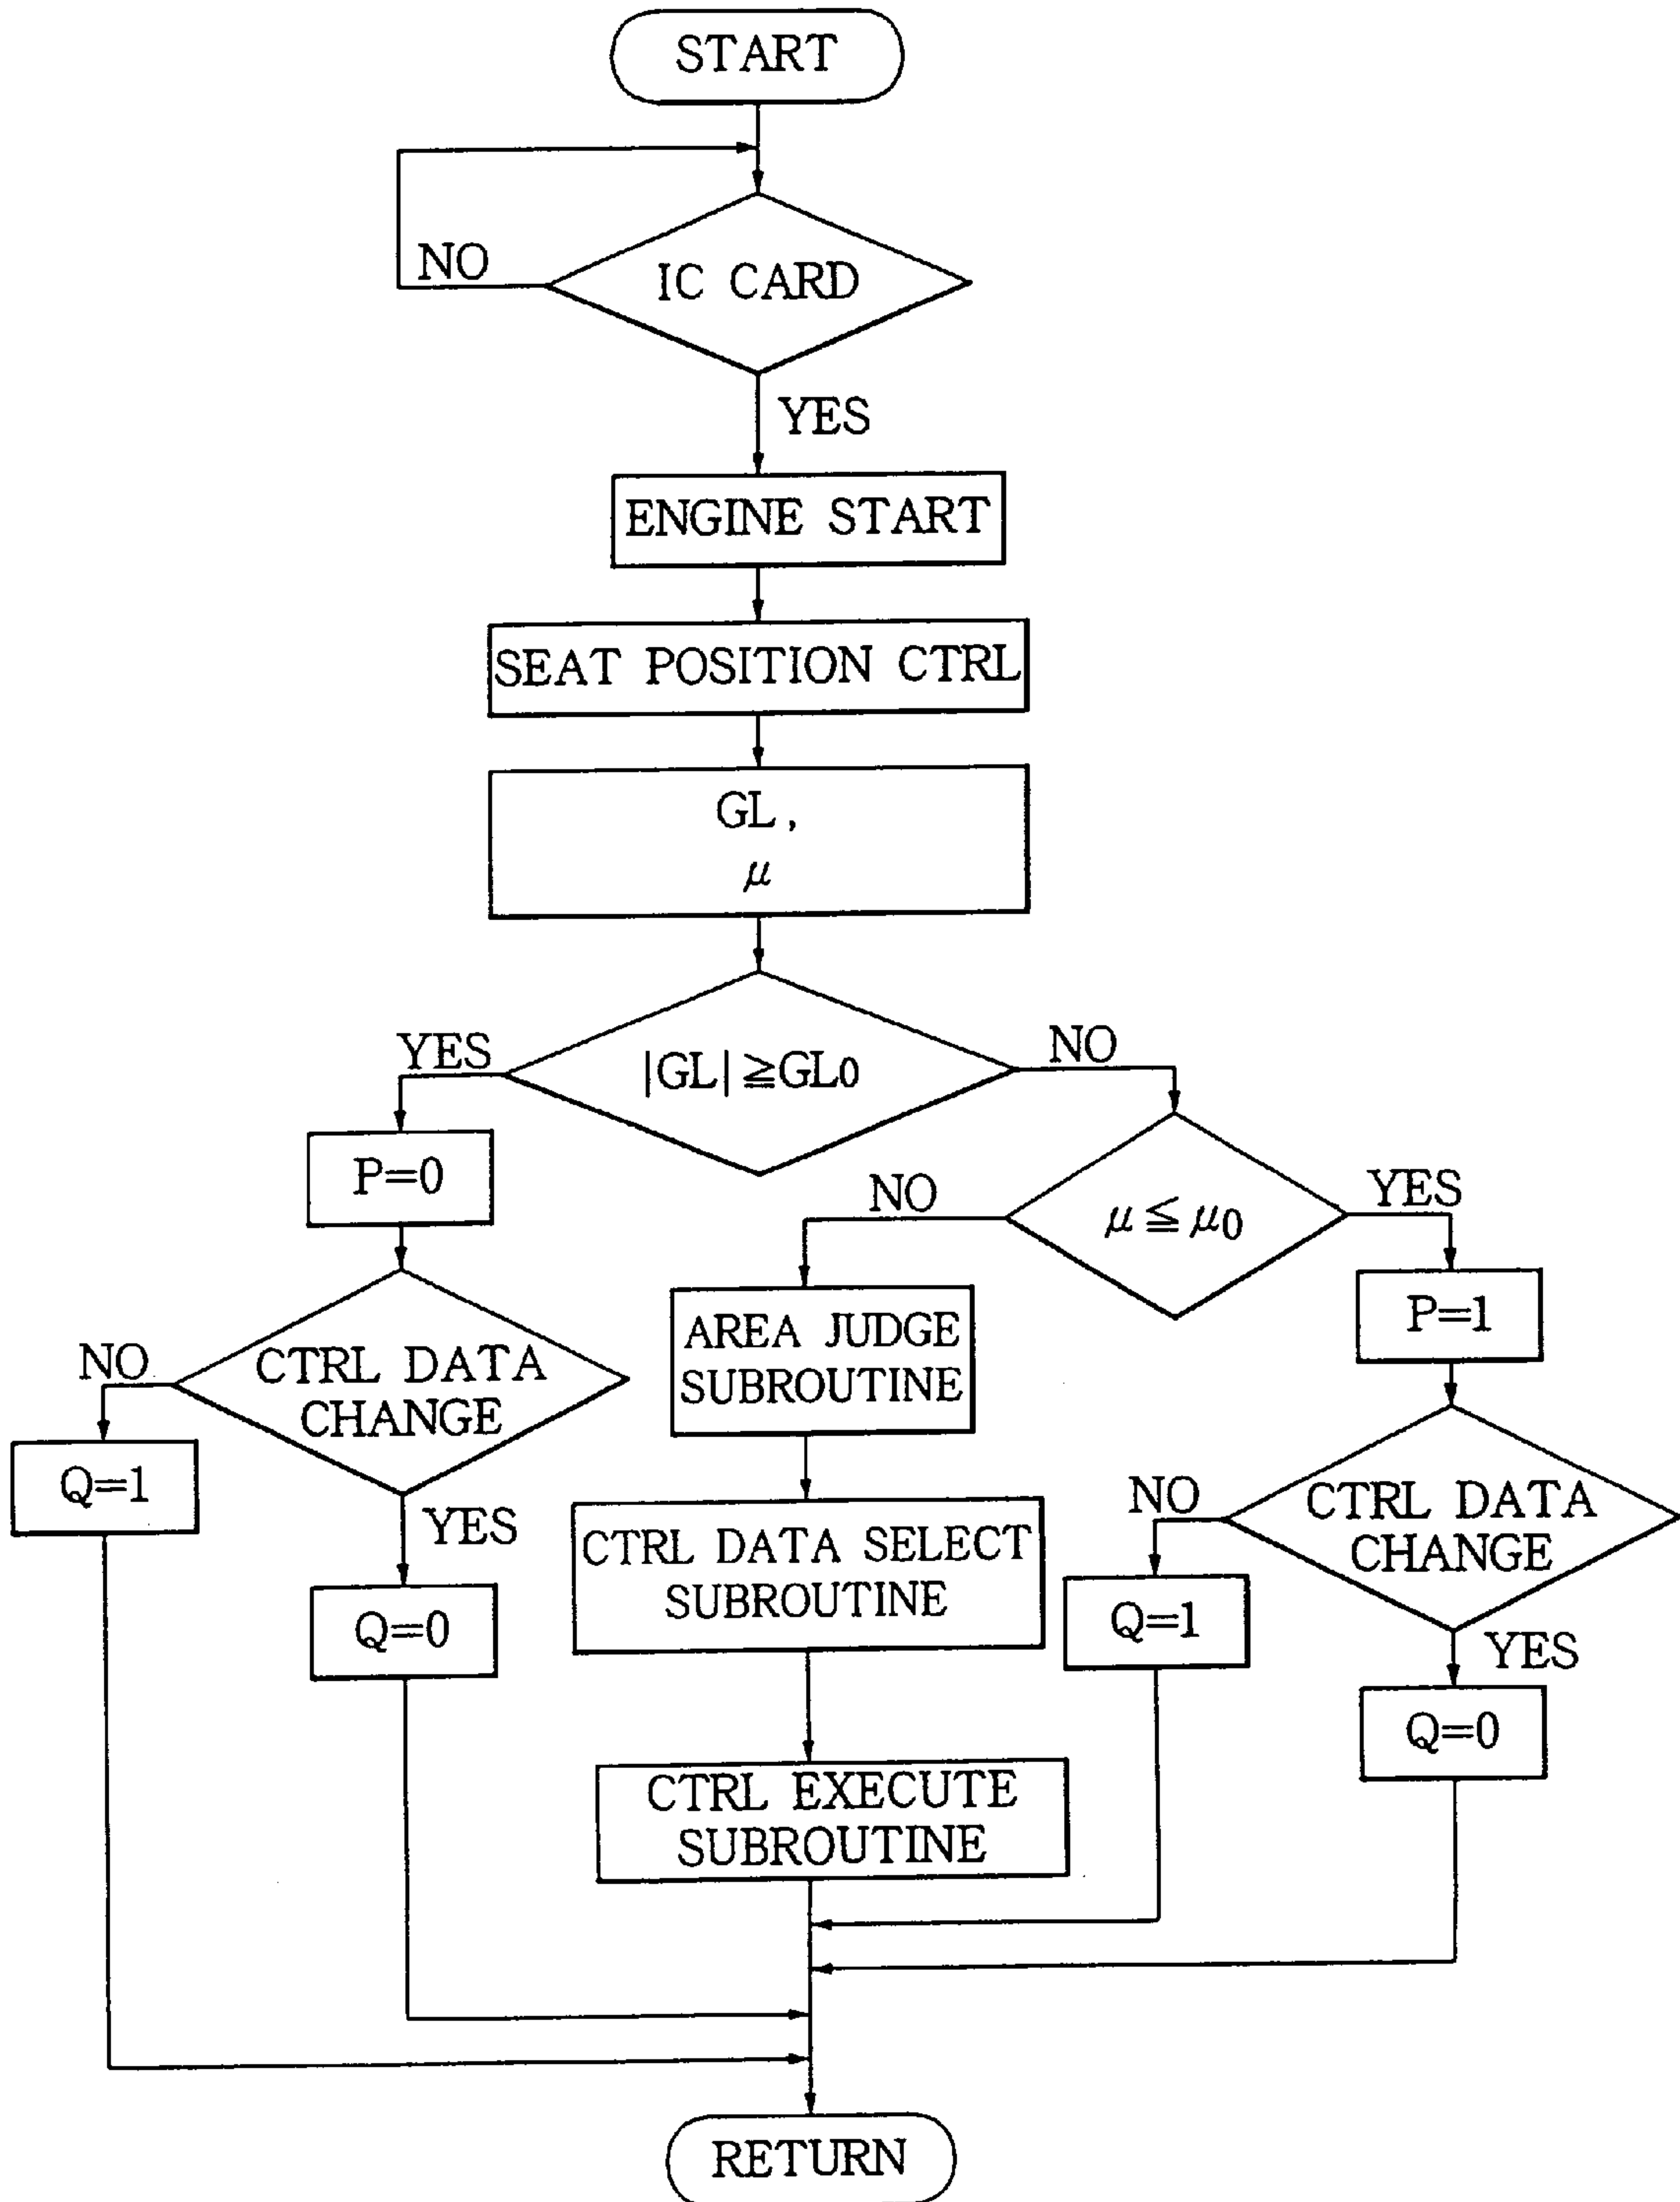 START
NO
IC CARD
YES
ENGINE START
SEAT POSITION CTRL
GL,
μ
YES
|GL|≧GL0
NO
P=0
NO
μ≦μ0
YES
AREA JUDGE
SUBROUTINE
P=1
NO
CTRL DATA
CHANGE
Q=1
YES
CTRL DATA SELECT
SUBROUTINE
NO
CTRL DATA
CHANGE
Q=0
Q=1
YES
Q=0
CTRL EXECUTE
SUBROUTINE
RETURN